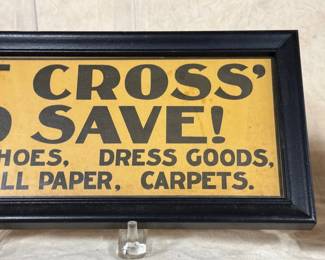 T CROSS'
D SAVE!
HOES, DRESS GOODS,
LL PAPER, CARPETS.